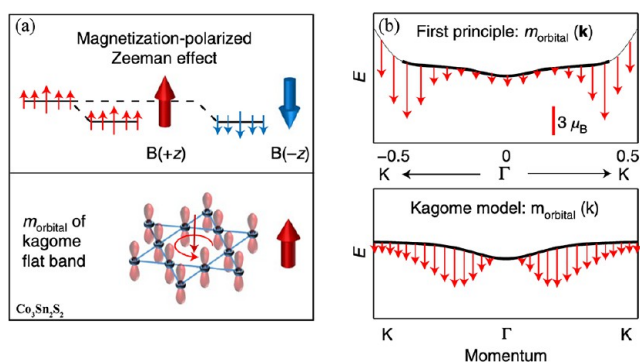 (a)
Magnetization-polarized
Zeeman effect
B(+z)
B(−z)
m_orbital of
kagome
flat band
Co₃Sn₂S₂
(b)
First principle: m_orbital (k)
E
3 μ_B
−0.5
0
0.5
K
Γ
K
Kagome model: m_orbital (k)
E
K
Γ
K
Momentum